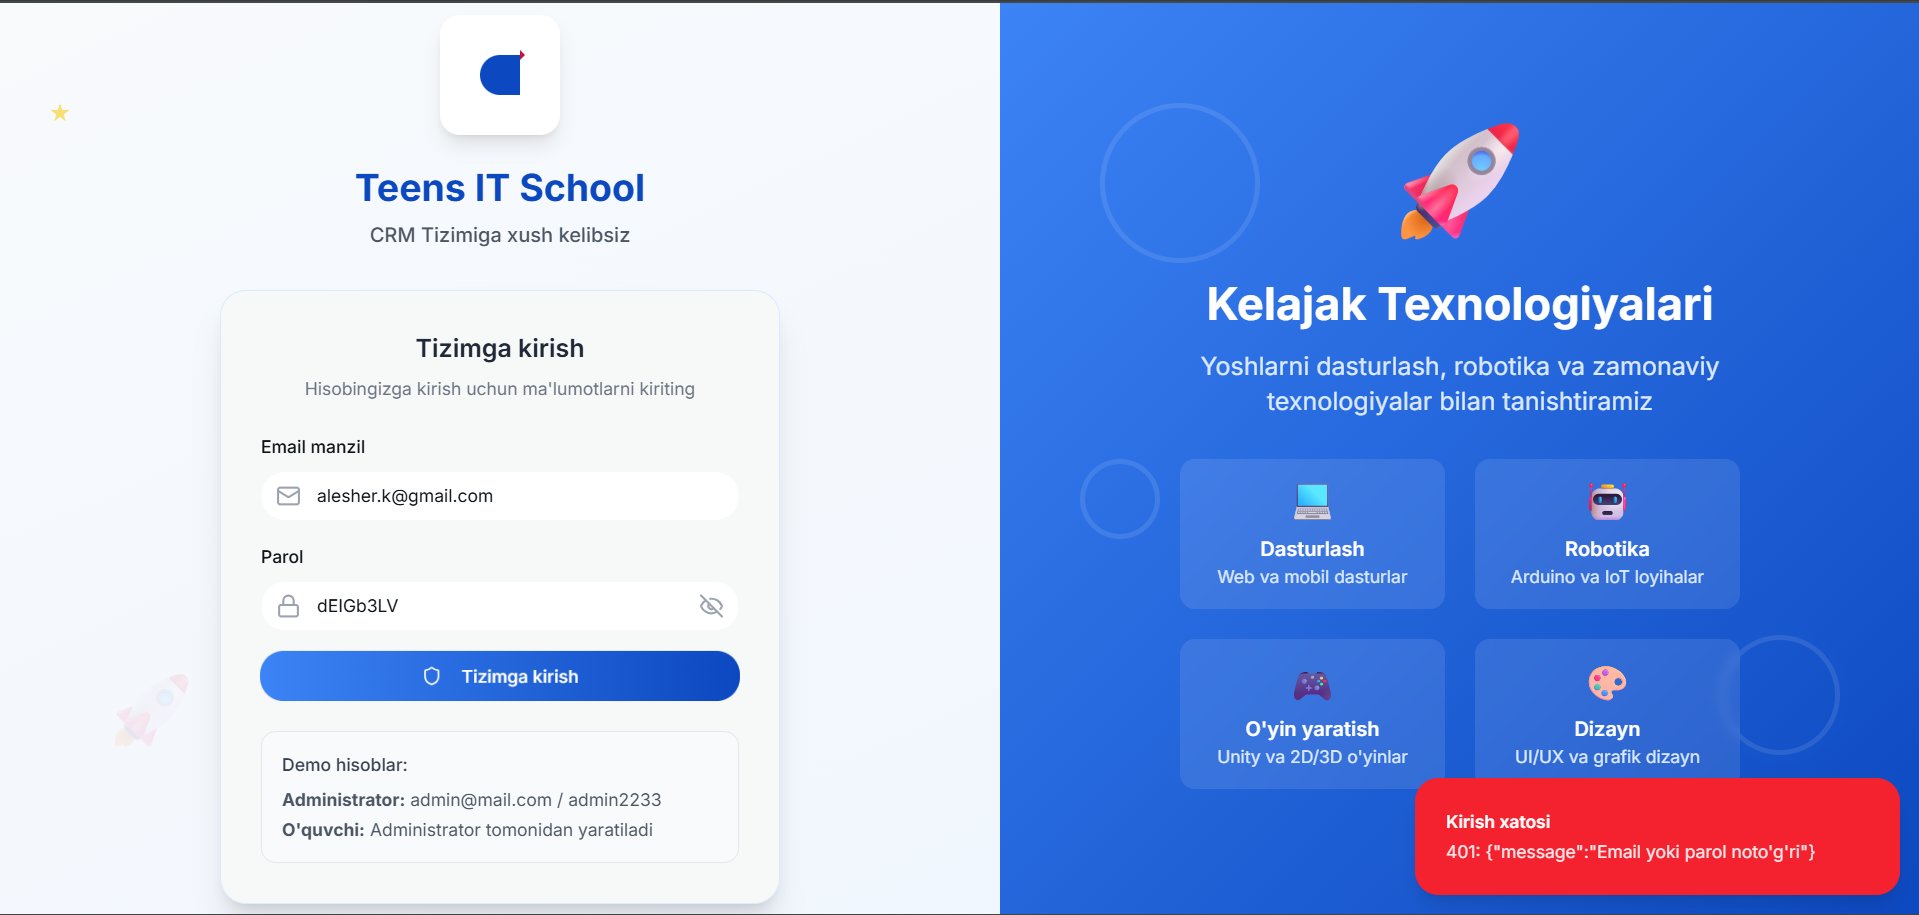 Teens IT School
CRM Tizimiga xush kelibsiz
Tizimga kirish
Hisobingizga kirish uchun ma'lumotlarni kiriting
Email manzil
alesher.k@gmail.com
Parol
dEIGb3LV
Tizimga kirish
Demo hisoblar:
Administrator: admin@mail.com / admin2233
O'quvchi: Administrator tomonidan yaratiladi
Kelajak Texnologiyalari
Yoshlarni dasturlash, robotika va zamonaviy
texnologiyalar bilan tanishtiramiz
Dasturlash
Web va mobil dasturlar
Robotika
Arduino va IoT loyihalar
O'yin yaratish
Unity va 2D/3D o'yinlar
Dizayn
UI/UX va grafik dizayn
Kirish xatosi
401: {"message":"Email yoki parol noto'g'ri"}